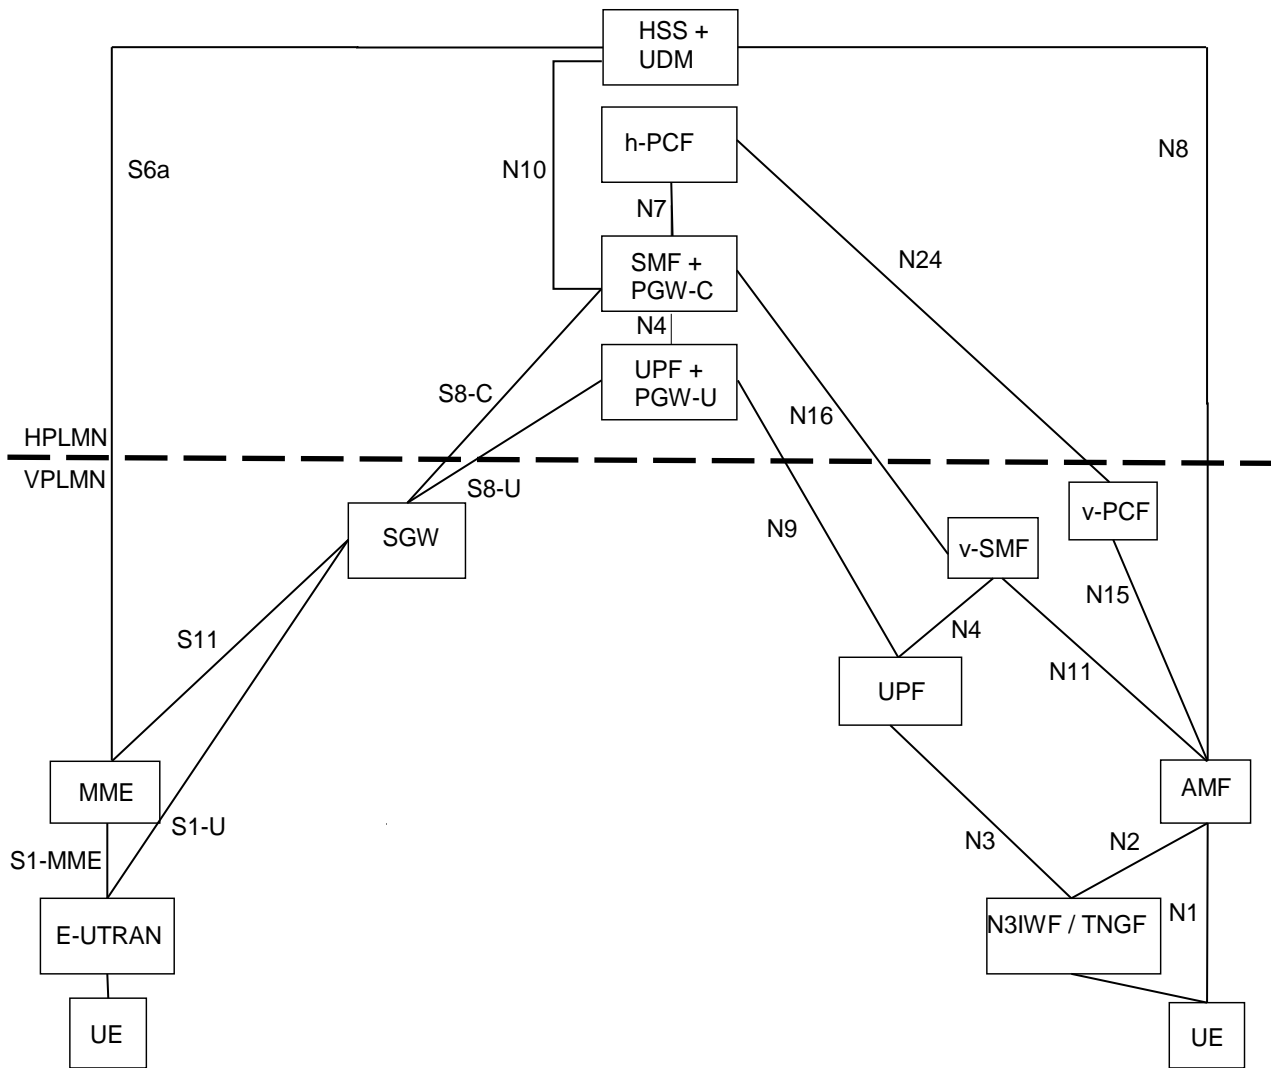 HSS +
UDM
h-PCF
S6a
N10
N8
N7
SMF +
PGW-C
N24
N4
UPF +
PGW-U
S8-C
N16
HPLMN
VPLMN
S8-U
v-PCF
SGW
N9
v-SMF
N15
S11
N4
N11
UPF
MME
AMF
S1-U
N3
N2
S1-MME
E-UTRAN
N3IWF / TNGF
N1
UE
UE